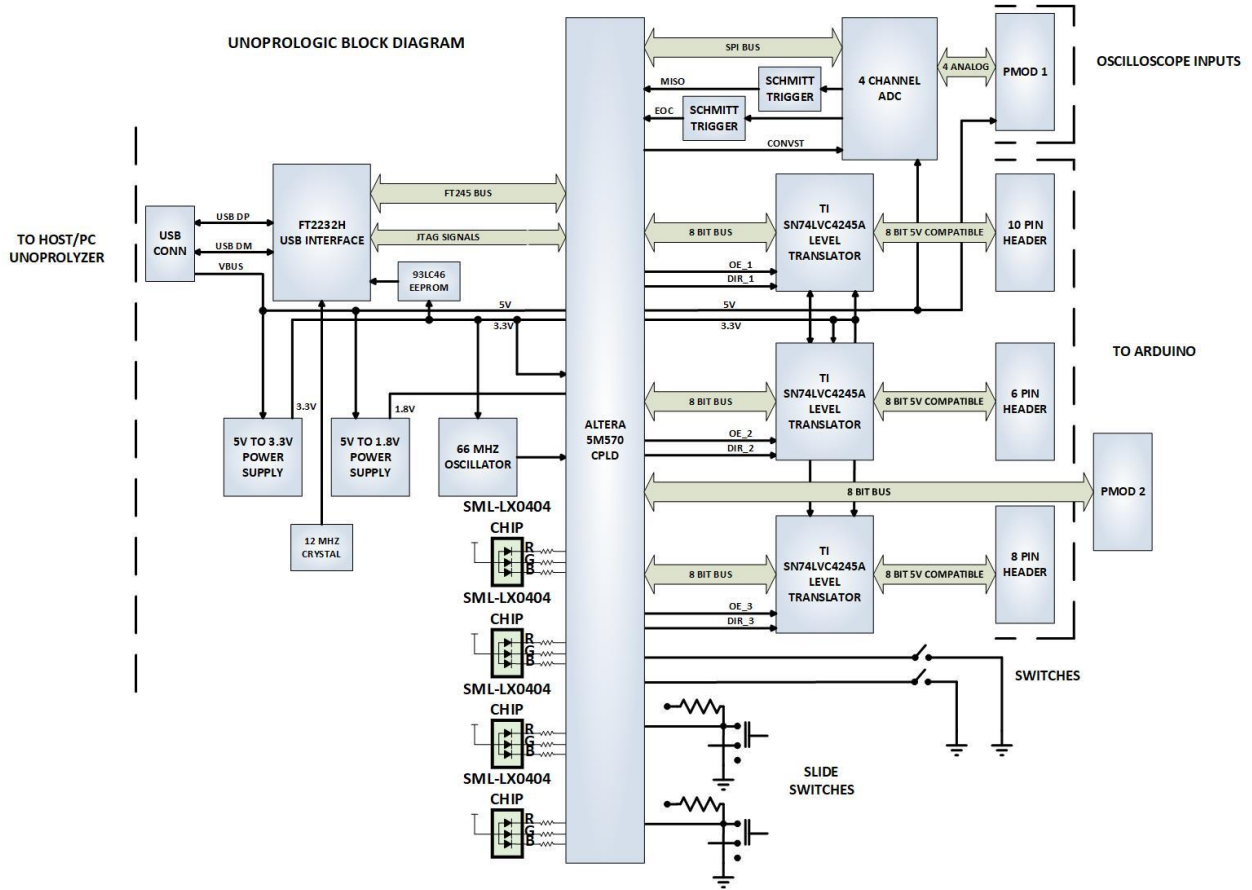 UNOPROLOGIC BLOCK DIAGRAM
SPI BUS
MISO
SCHMITT
TRIGGER
EOC
SCHMITT
TRIGGER
CONVST
4 CHANNEL
ADC
4 ANALOG
PMOD 1
OSCILLOSCOPE INPUTS
TO HOST/PC
UNOPROLYZER
USB
CONN
USB DP
USB DM
VBUS
FT2232H
USB INTERFACE
FT245 BUS
JTAG SIGNALS
93LC46
EEPROM
5V
3.3V
3.3V
1.8V
5V TO 3.3V
POWER
SUPPLY
5V TO 1.8V
POWER
SUPPLY
66 MHZ
OSCILLATOR
12 MHZ
CRYSTAL
ALTERA
5M570
CPLD
8 BIT BUS
OE_1
DIR_1
TI
SN74LVC4245A
LEVEL
TRANSLATOR
8 BIT 5V COMPATIBLE
10 PIN
HEADER
5V
3.3V
TO ARDUINO
8 BIT BUS
OE_2
DIR_2
TI
SN74LVC4245A
LEVEL
TRANSLATOR
8 BIT 5V COMPATIBLE
6 PIN
HEADER
8 BIT BUS
PMOD 2
8 BIT BUS
OE_3
DIR_3
TI
SN74LVC4245A
LEVEL
TRANSLATOR
8 BIT 5V COMPATIBLE
8 PIN
HEADER
SML-LX0404
CHIP
R
G
B
SML-LX0404
CHIP
R
G
B
SML-LX0404
CHIP
R
G
B
SML-LX0404
CHIP
R
G
B
SWITCHES
SLIDE
SWITCHES